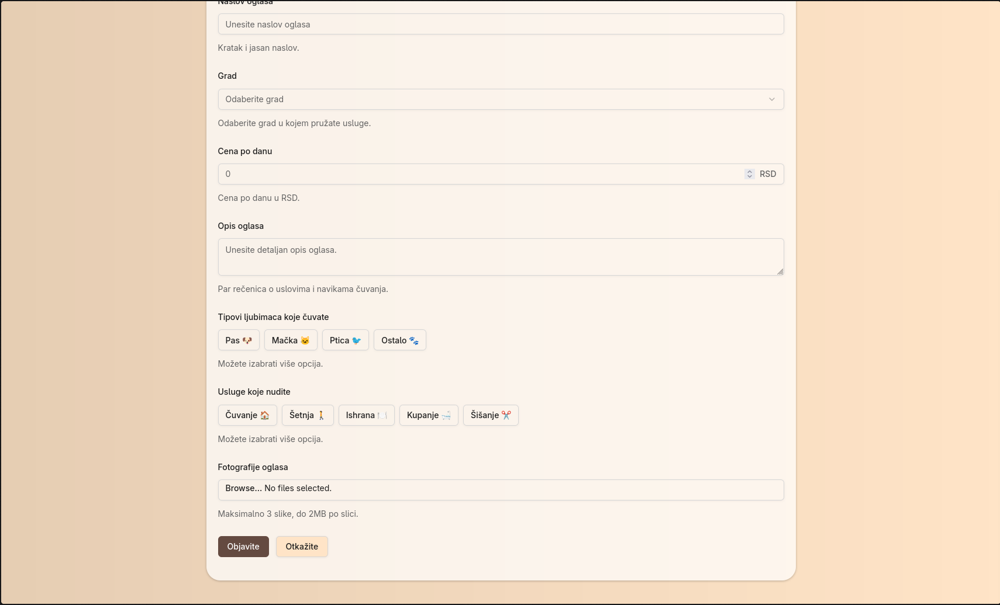 Naslov oglasa
Unesite naslov oglasa
Kratak i jasan naslov.
Grad
Odaberite grad
Odaberite grad u kojem pružate usluge.
Cena po danu
0 RSD
Cena po danu u RSD.
Opis oglasa
Unesite detaljan opis oglasa.
Par rečenica o uslovima i navikama čuvanja.
Tipovi ljubimaca koje čuvate
Pas 🐶 Mačka 🐱 Ptica 🐦 Ostalo 🐾
Možete izabrati više opcija.
Usluge koje nudite
Čuvanje 🏠 Šetnja 🚶 Ishrana 🍽️ Kupanje 🛁 Šišanje ✂️
Možete izabrati više opcija.
Fotografije oglasa
Browse... No files selected.
Maksimalno 3 slike, do 2MB po slici.
Objavite Otkažite